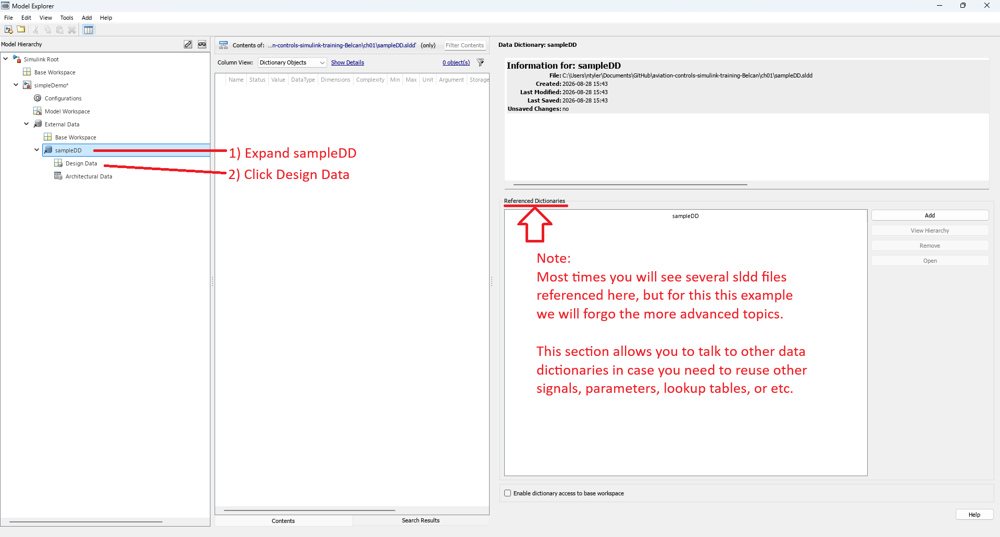 Model Explorer
File Edit View Tools Add Help
Model Hierarchy
Simulink Root
Base Workspace
simpleDemo*
Configurations
Model Workspace
External Data
Base Workspace
sampleDD
Design Data
Architectural Data
Contents of: ...n-controls-simulink-training-Belcan\ch01\sampleDD.sldd' (only) Filter Contents
Column View: Dictionary Objects Show Details 0 object(s)
Name Status Value DataType Dimensions Complexity Min Max Unit Argument Storage
1) Expand sampleDD
2) Click Design Data
Contents Search Results
Data Dictionary: sampleDD
Information for: sampleDD
File: C:\Users\ntyler\Documents\GitHub\aviation-controls-simulink-training-Belcan\ch01\sampleDD.sldd
Created: 2026-08-28 15:43
Last Modified: 2026-08-28 15:43
Last Saved: 2026-08-28 15:43
Unsaved Changes: no
Referenced Dictionaries
sampleDD
Add
View Hierarchy
Remove
Open
Note:
Most times you will see several sldd files
referenced here, but for this this example
we will forgo the more advanced topics.
This section allows you to talk to other data
dictionaries in case you need to reuse other
signals, parameters, lookup tables, or etc.
Enable dictionary access to base workspace
Help